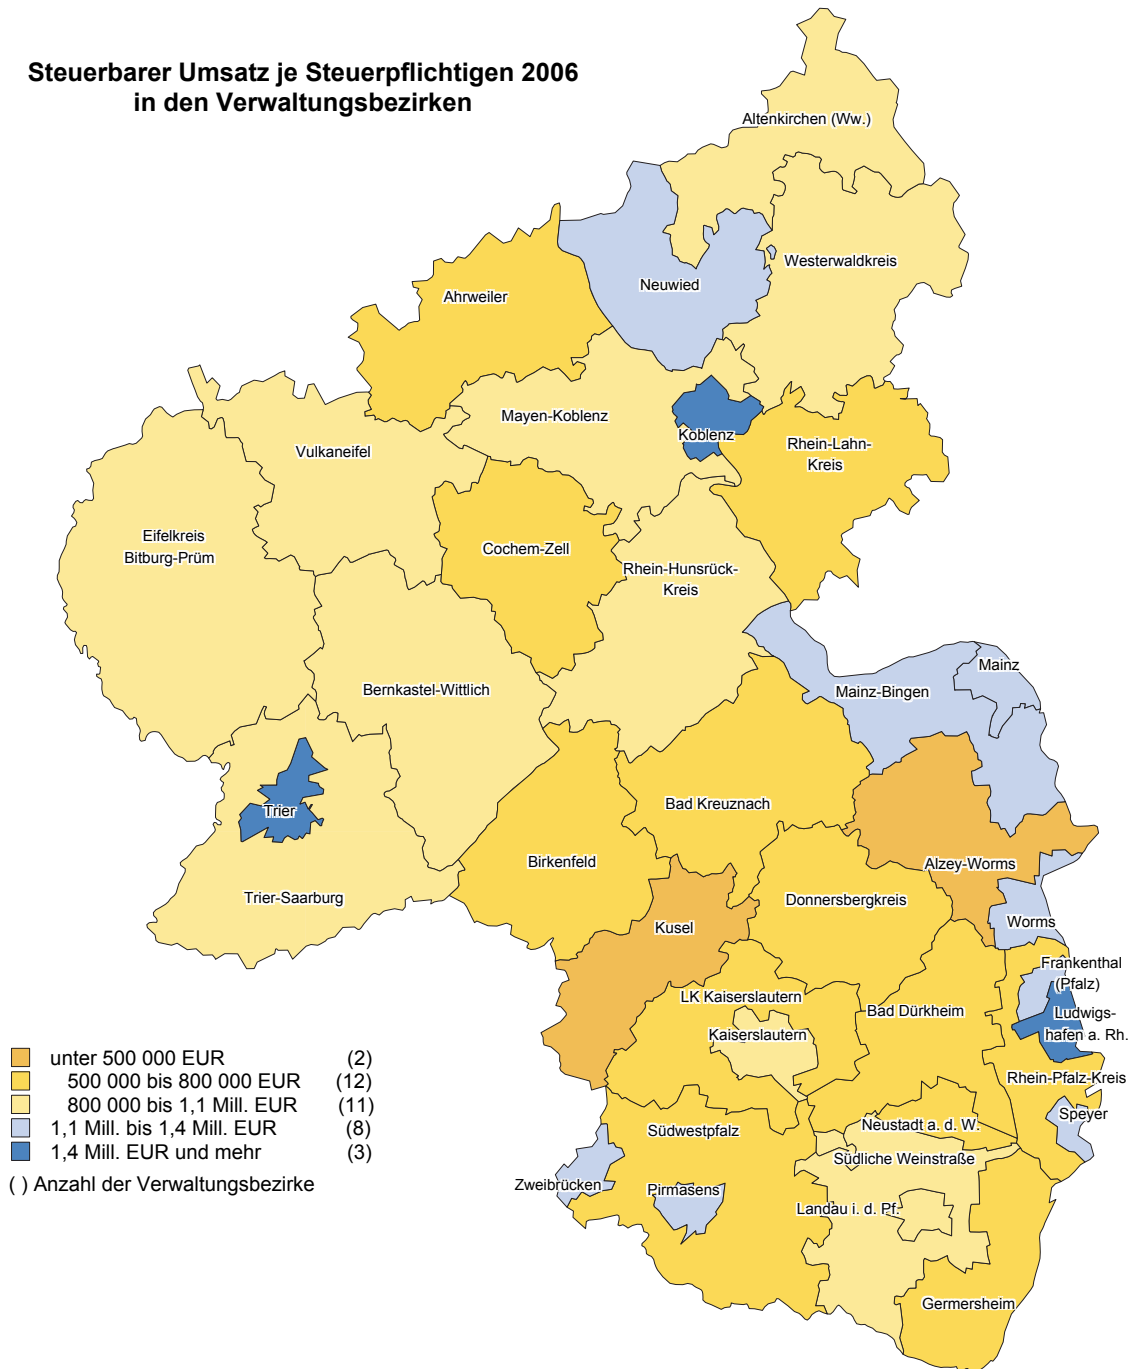 Steuerbarer Umsatz je Steuerpflichtigen 2006
in den Verwaltungsbezirken
Altenkirchen (Ww.)
Westerwaldkreis
Neuwied
Ahrweiler
Mayen-Koblenz
Koblenz
Rhein-Lahn-
Kreis
Vulkaneifel
Eifelkreis
Bitburg-Prüm
Cochem-Zell
Rhein-Hunsrück-
Kreis
Mainz
Mainz-Bingen
Bernkastel-Wittlich
Bad Kreuznach
Trier
Birkenfeld
Alzey-Worms
Trier-Saarburg
Donnersbergkreis
Kusel
Worms
Frankenthal
(Pfalz)
LK Kaiserslautern
Bad Dürkheim
Ludwigs-
hafen a. Rh.
Kaiserslautern
Rhein-Pfalz-Kreis
Speyer
Neustadt a. d. W.
Südwestpfalz
Südliche Weinstraße
Zweibrücken
Pirmasens
Landau i. d. Pf.
Germersheim
unter 500 000 EUR (2)
500 000 bis 800 000 EUR (12)
800 000 bis 1,1 Mill. EUR (11)
1,1 Mill. bis 1,4 Mill. EUR (8)
1,4 Mill. EUR und mehr (3)
( ) Anzahl der Verwaltungsbezirke